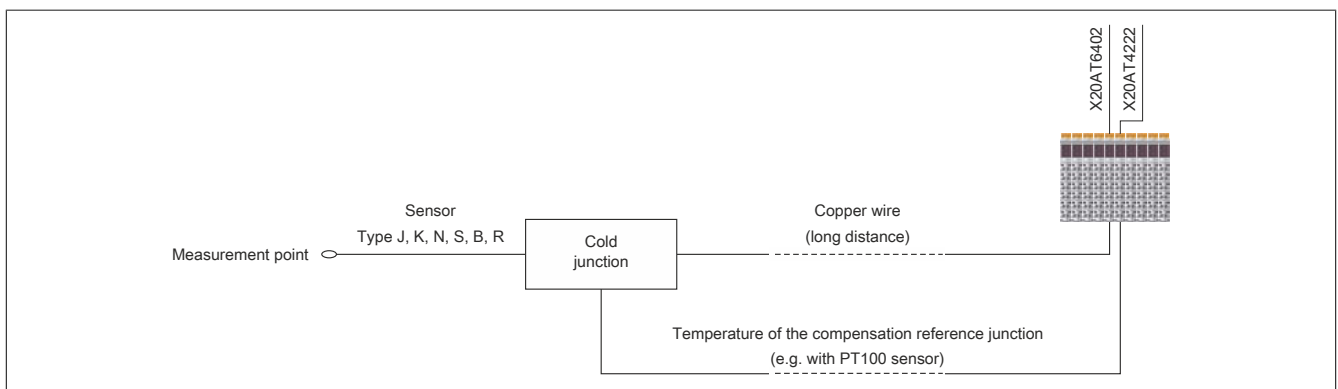 X20AT6402
X20AT4222
Sensor
Type J, K, N, S, B, R
Measurement point
Cold
junction
Copper wire
(long distance)
Temperature of the compensation reference junction
(e.g. with PT100 sensor)